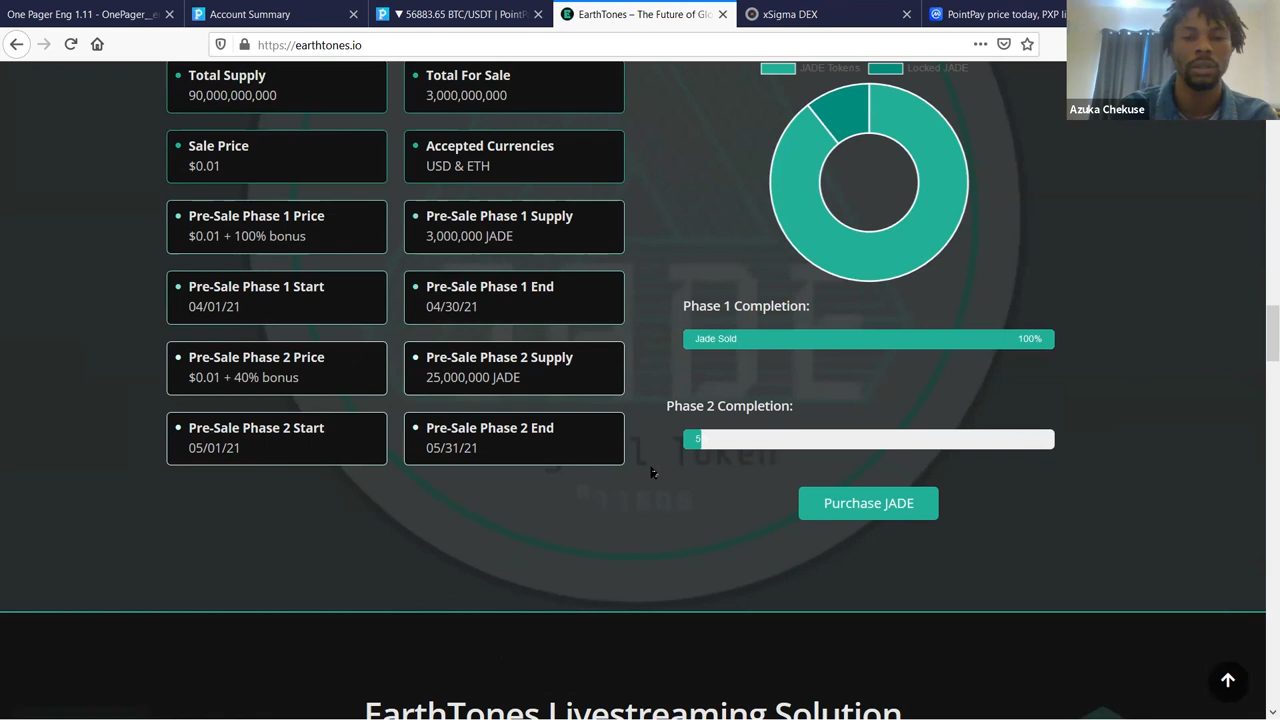 One Pager Eng 1.11 - OnePager_e
Account Summary
▼ 56883.65 BTC/USDT | PointP
EarthTones – The Future of Glo
xSigma DEX
PointPay price today, PXP li
https://earthtones.io
Azuka Chekuse
Total Supply
90,000,000,000
Total For Sale
3,000,000,000
Sale Price
$0.01
Accepted Currencies
USD & ETH
Pre-Sale Phase 1 Price
$0.01 + 100% bonus
Pre-Sale Phase 1 Supply
3,000,000 JADE
Pre-Sale Phase 1 Start
04/01/21
Pre-Sale Phase 1 End
04/30/21
Pre-Sale Phase 2 Price
$0.01 + 40% bonus
Pre-Sale Phase 2 Supply
25,000,000 JADE
Pre-Sale Phase 2 Start
05/01/21
Pre-Sale Phase 2 End
05/31/21
JADE Tokens
Locked JADE
Phase 1 Completion:
Jade Sold 100%
Phase 2 Completion:
5
Purchase JADE
JADE
Token
EarthTones Livestreaming Solution